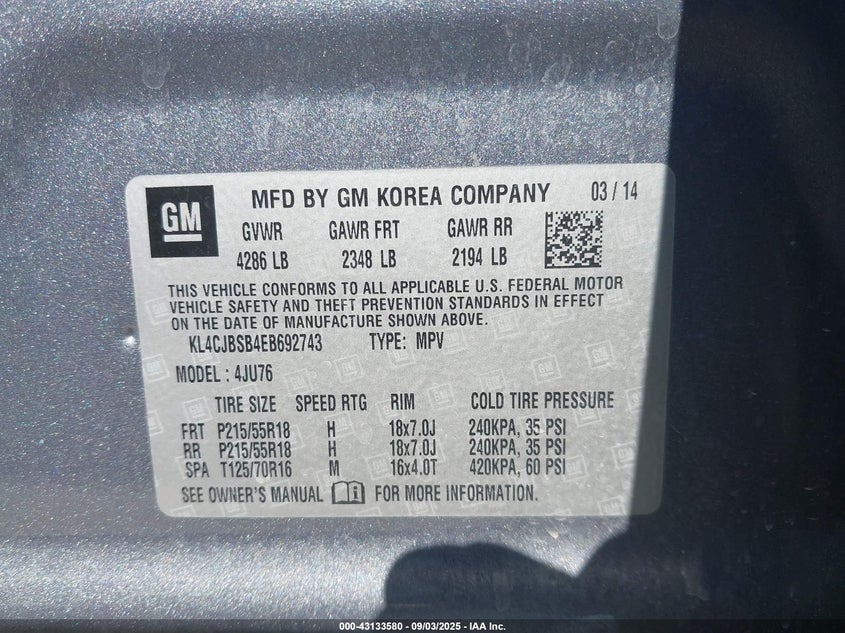 GM
MFD BY GM KOREA COMPANY 03 / 14
GVWR GAWR FRT GAWR RR
4286 LB 2348 LB 2194 LB
THIS VEHICLE CONFORMS TO ALL APPLICABLE U.S. FEDERAL MOTOR
VEHICLE SAFETY AND THEFT PREVENTION STANDARDS IN EFFECT
ON THE DATE OF MANUFACTURE SHOWN ABOVE.
KL4CJBSB4EB692743 TYPE: MPV
MODEL : 4JU76
TIRE SIZE SPEED RTG RIM COLD TIRE PRESSURE
FRT P215/55R18 H 18x7.0J 240KPA, 35 PSI
RR P215/55R18 H 18x7.0J 240KPA, 35 PSI
SPA T125/70R16 M 16x4.0T 420KPA, 60 PSI
SEE OWNER'S MANUAL i FOR MORE INFORMATION.
000-43133580 - 09/03/2025 - IAA Inc.